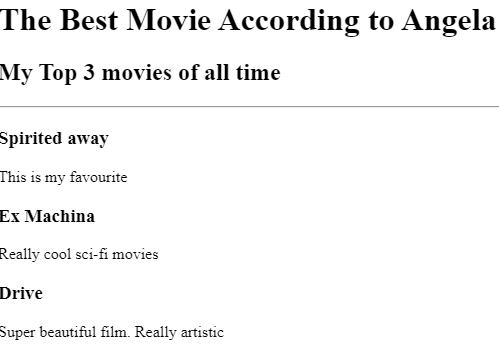 The Best Movie According to Angela
My Top 3 movies of all time
Spirited away
This is my favourite
Ex Machina
Really cool sci-fi movies
Drive
Super beautiful film. Really artistic